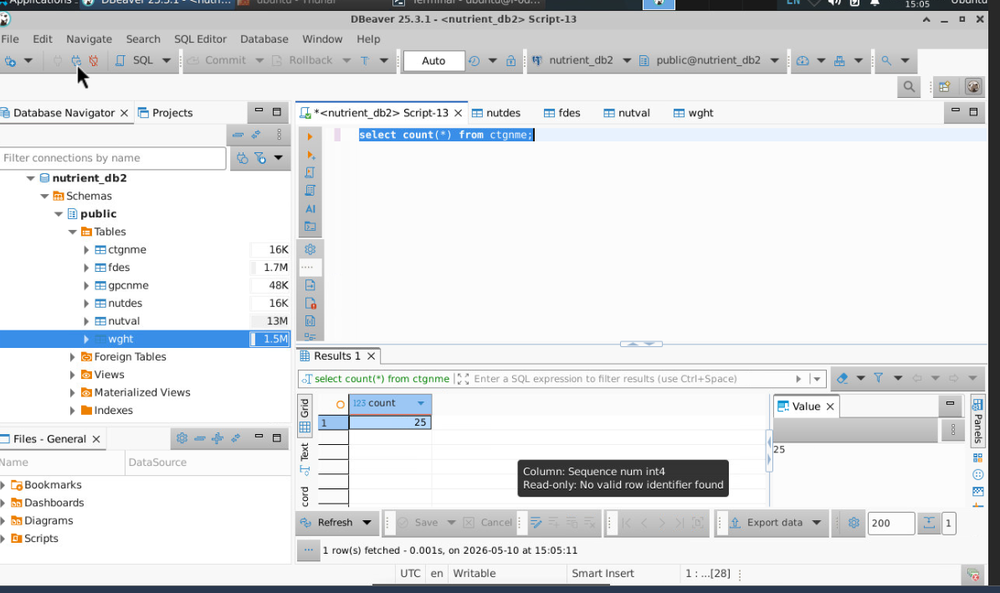 Applications
DBeaver 25.3.1 - <nutri...
ubuntu - Thunar
Terminal - ubuntu@i-0d...
EN
15:05
Ubuntu
DBeaver 25.3.1 - <nutrient_db2> Script-13
File Edit Navigate Search SQL Editor Database Window Help
SQL Commit Rollback Auto nutrient_db2 public@nutrient_db2
Database Navigator Projects
Filter connections by name
nutrient_db2
Schemas
public
Tables
ctgnme 16K
fdes 1.7M
gpcnme 48K
nutdes 16K
nutval 13M
wght 1.5M
Foreign Tables
Views
Materialized Views
Indexes
Files - General
Name DataSource
Bookmarks
Dashboards
Diagrams
Scripts
*<nutrient_db2> Script-13 nutdes fdes nutval wght
select count(*) from ctgnme;
AI
Results 1
select count(*) from ctgnme Enter a SQL expression to filter results (use Ctrl+Space)
Grid
Text
cord
123 count
1 25
Value
25
Panels
Column: Sequence num int4
Read-only: No valid row identifier found
Refresh Save Cancel Export data 200 1
1 row(s) fetched - 0.001s, on 2026-05-10 at 15:05:11
UTC en Writable Smart Insert 1 : ...[28]